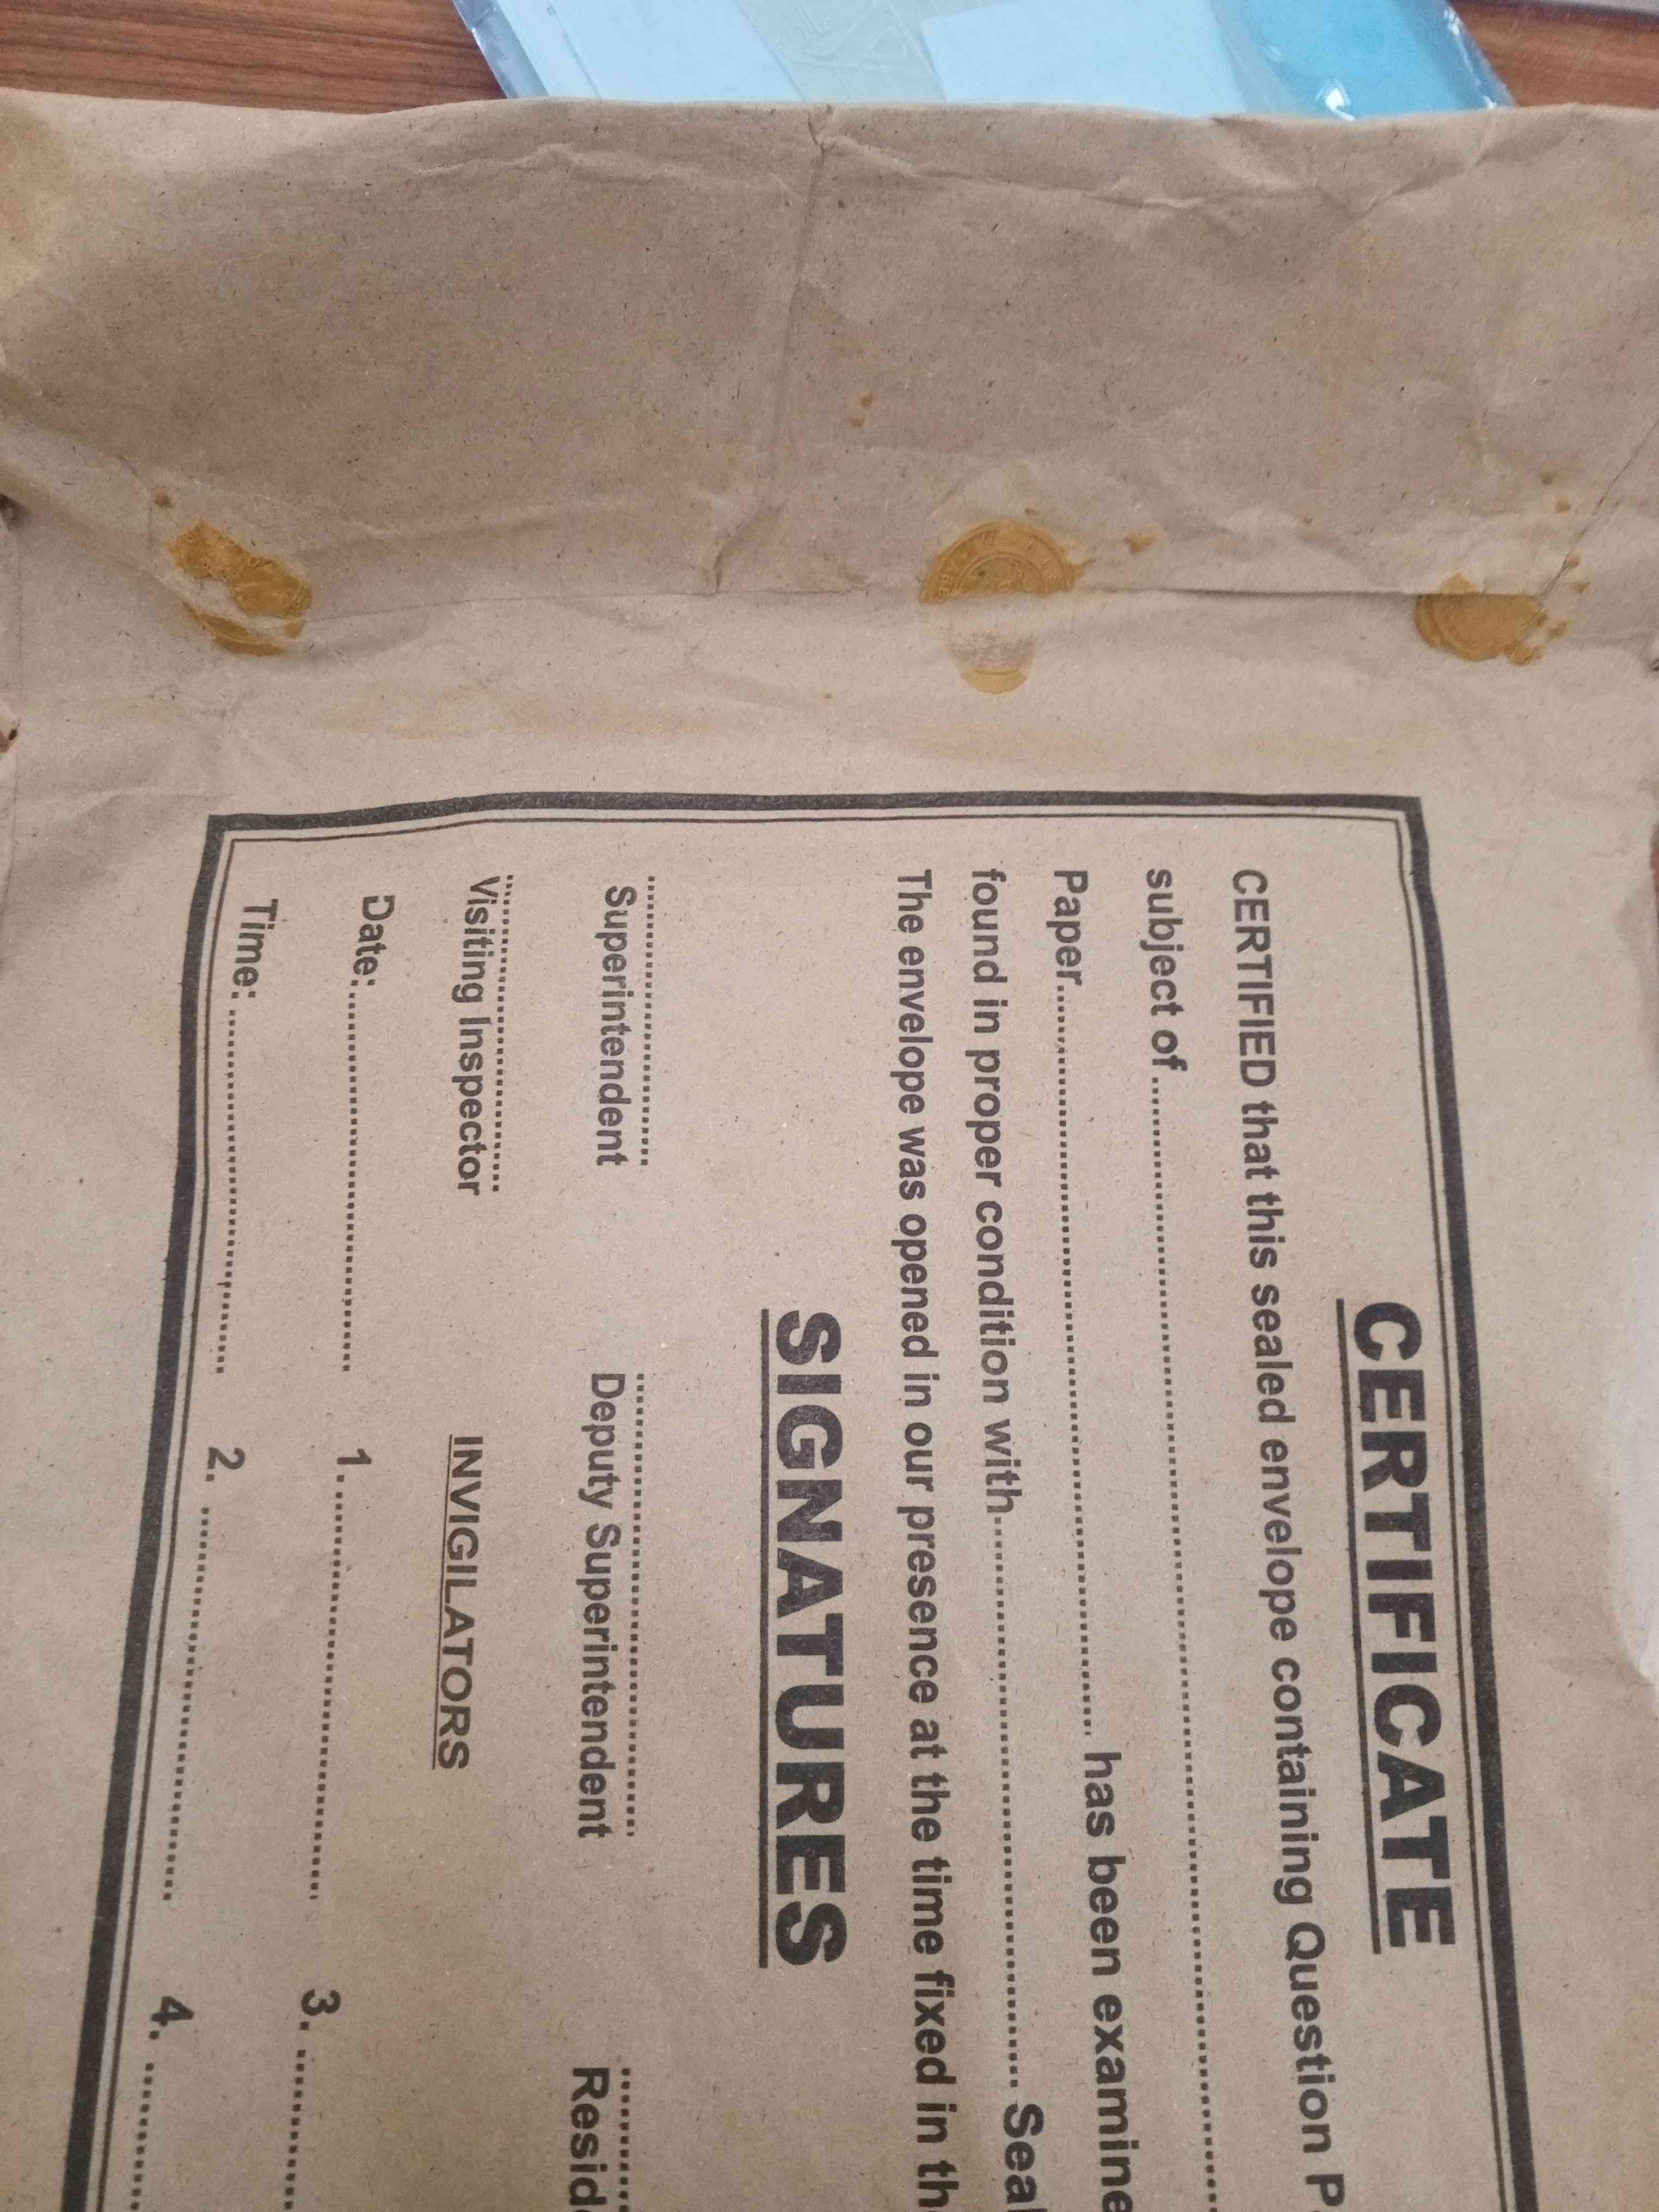 CERTIFICATE
CERTIFIED that this sealed envelope containing Question
subject of ........................................
Paper........................................ has been examine
found in proper condition with........................................ Seal
The envelope was opened in our presence at the time fixed in th
SIGNATURES
Superintendent Deputy Superintendent Resid
Visiting Inspector INVIGILATORS
Date:........................ 1......................... 3. .........
Time: ........................ 2. ........................ 4. .........